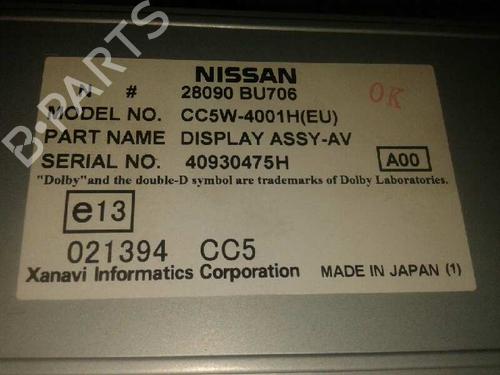 NISSAN
N # 28090 BU706
OK
MODEL NO. CC5W-4001H(EU)
PART NAME DISPLAY ASSY-AV
SERIAL NO. 40930475H A00
"Dolby"and the double-D symbol are trademarks of Dolby Laboratories.
e13
021394 CC5
Xanavi Informatics Corporation MADE IN JAPAN (1)
B-PARTS